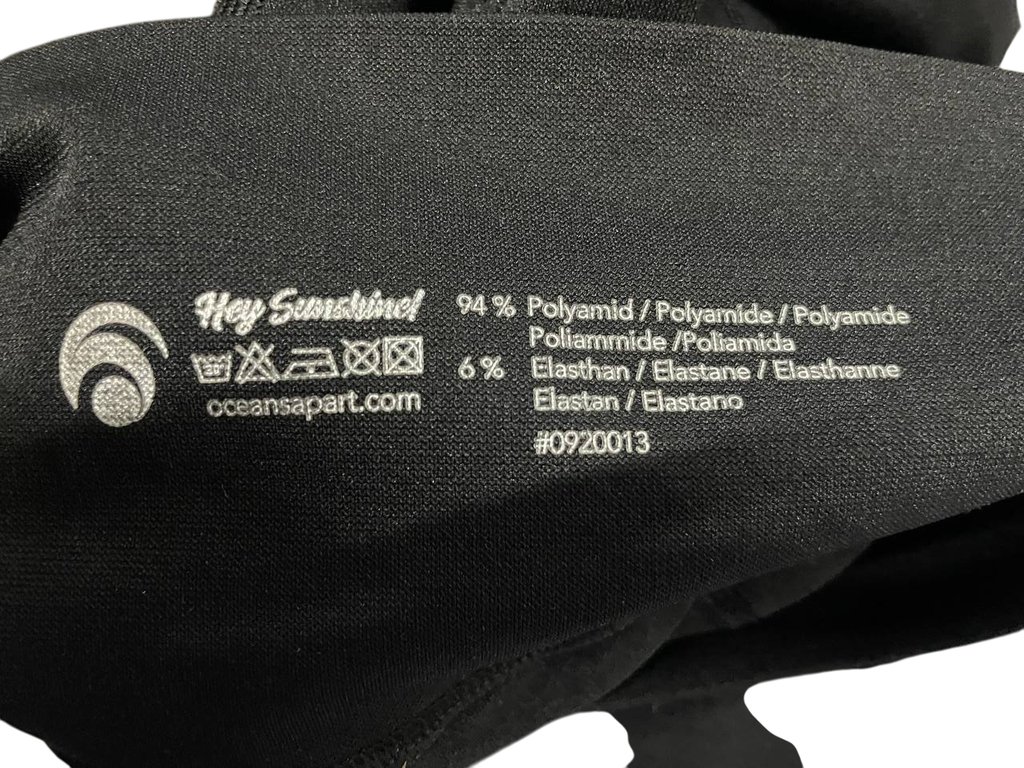 Hey Sunshine!
oceansapart.com
94 % Polyamid / Polyamide / Polyamide
Poliammide /Poliamida
6 % Elasthan / Elastane / Elasthanne
Elastan / Elastano
#0920013